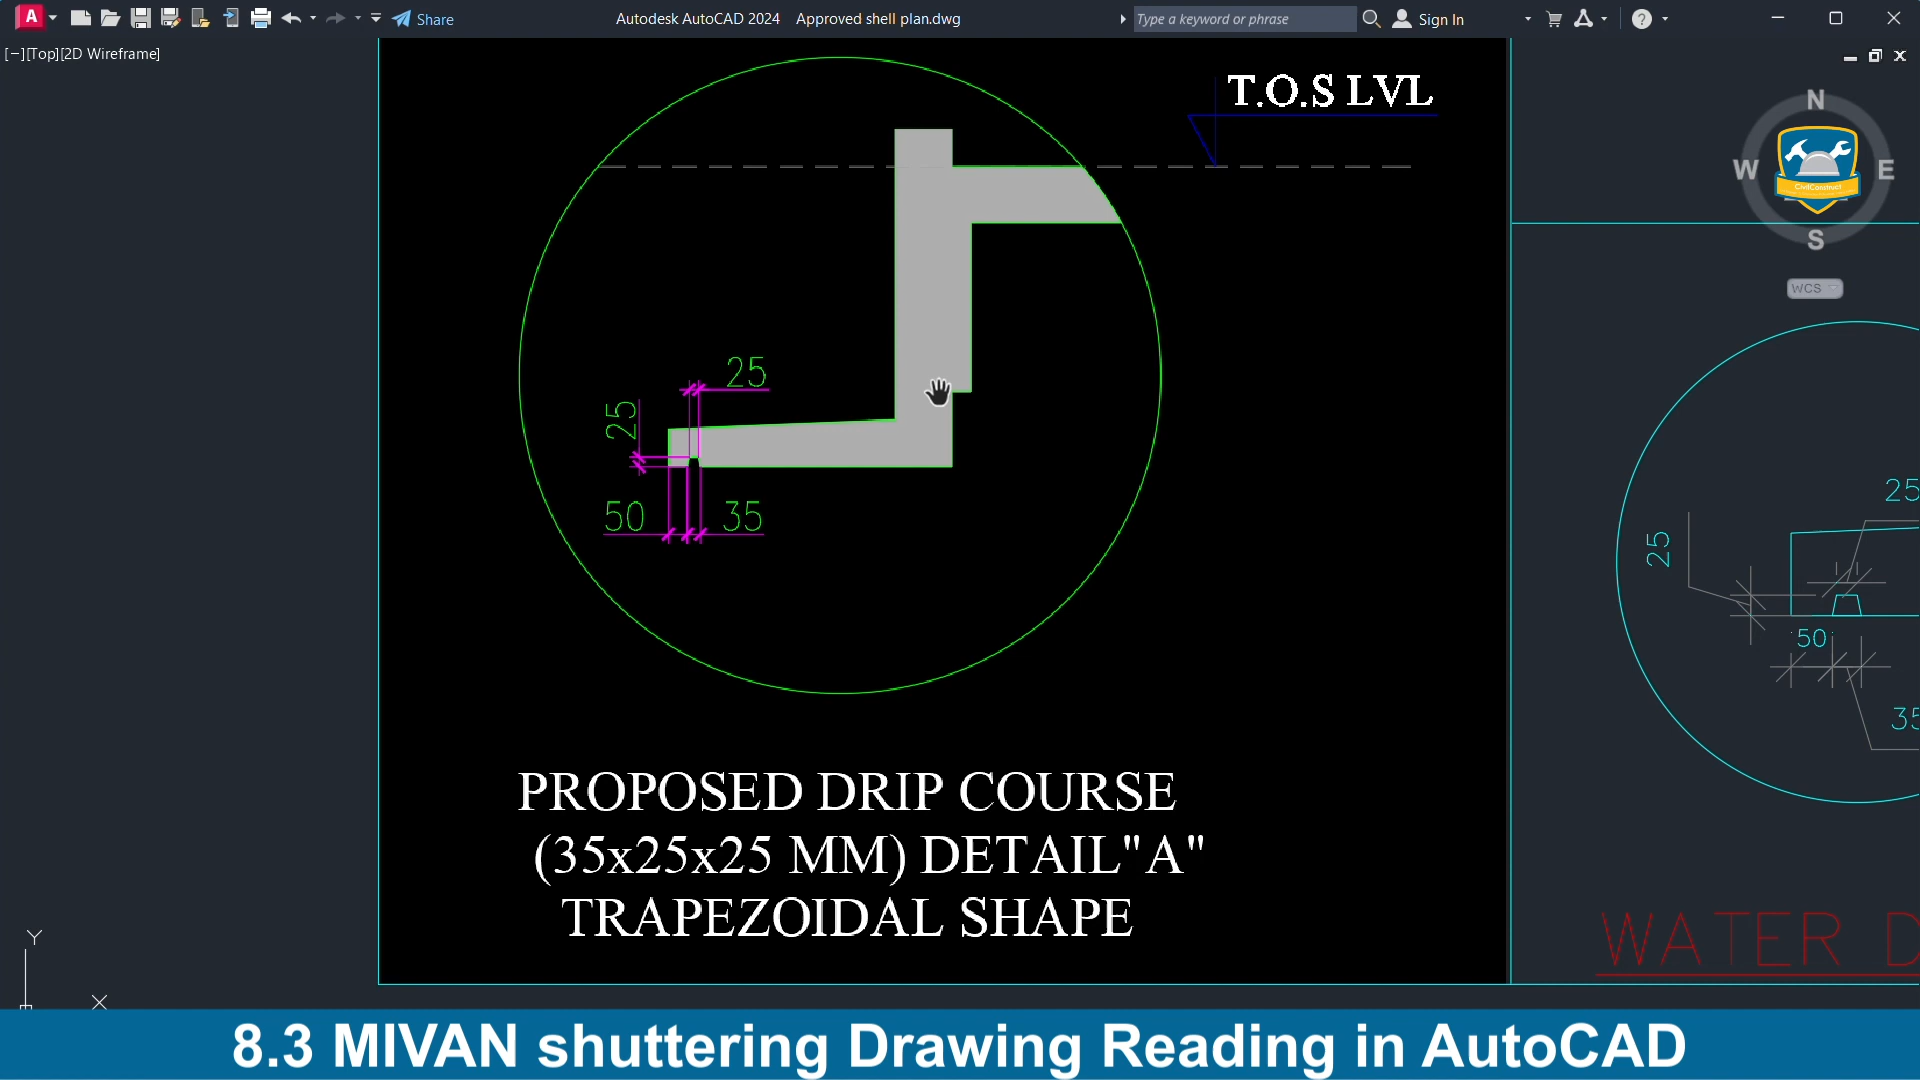 A
Share
Autodesk AutoCAD 2024 Approved shell plan.dwg
Type a keyword or phrase
Sign In
?
[−][Top][2D Wireframe]
T.O.S LVL
N
W
E
S
CivilConstruct
WCS
25
25
50
35
25
25
50
35
PROPOSED DRIP COURSE
(35x25x25 MM) DETAIL"A"
TRAPEZOIDAL SHAPE
WATER D
Y
X
8.3 MIVAN shuttering Drawing Reading in AutoCAD